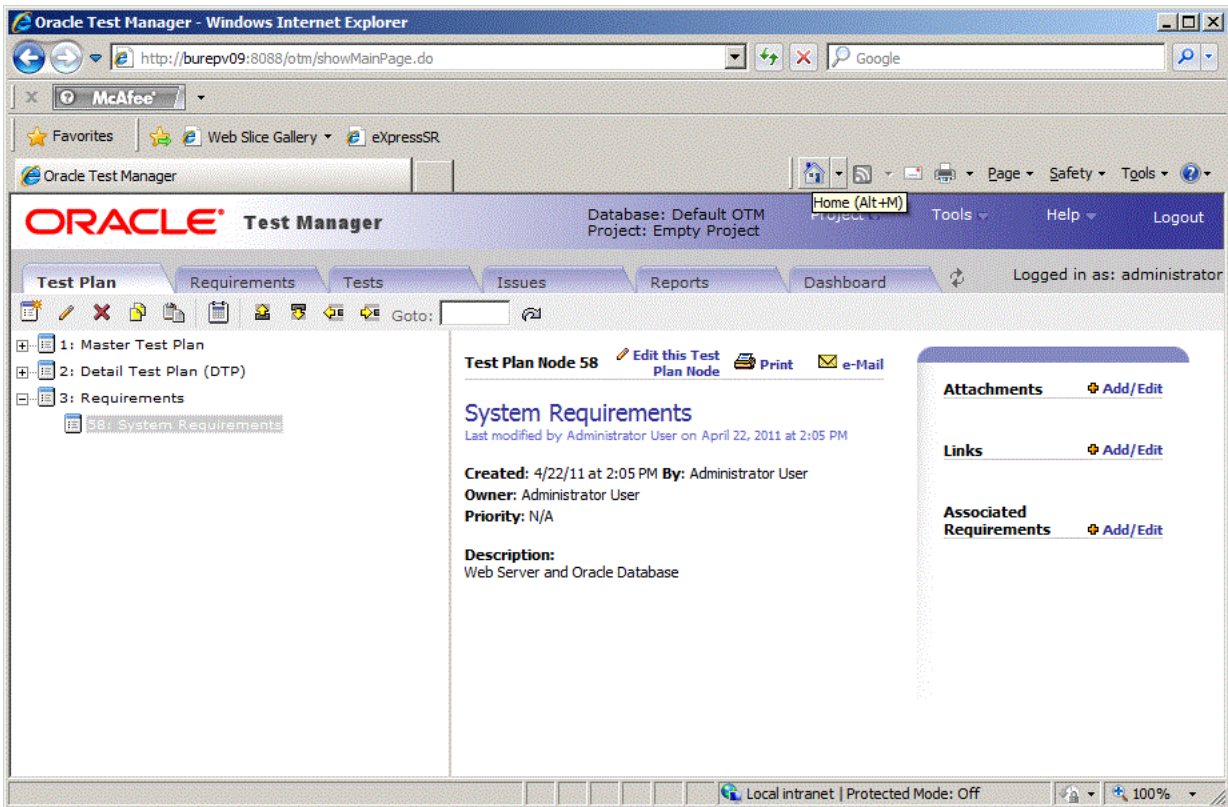 Oracle Test Manager - Windows Internet Explorer
http://burepv09:8088/otm/showMainPage.do
Google
McAfee
Favorites
Web Slice Gallery
eXpressSR
Oracle Test Manager
Page
Safety
Tools
Home (Alt+M)
ORACLE Test Manager
Database: Default OTM
Project: Empty Project
Project
Tools
Help
Logout
Test Plan
Requirements
Tests
Issues
Reports
Dashboard
Logged in as: administrator
Goto:
1: Master Test Plan
2: Detail Test Plan (DTP)
3: Requirements
58: System Requirements
Test Plan Node 58
Edit this Test
Plan Node
Print
e-Mail
System Requirements
Last modified by Administrator User on April 22, 2011 at 2:05 PM
Created: 4/22/11 at 2:05 PM By: Administrator User
Owner: Administrator User
Priority: N/A
Description:
Web Server and Oracle Database
Attachments
Add/Edit
Links
Add/Edit
Associated
Requirements
Add/Edit
Local intranet | Protected Mode: Off
100%